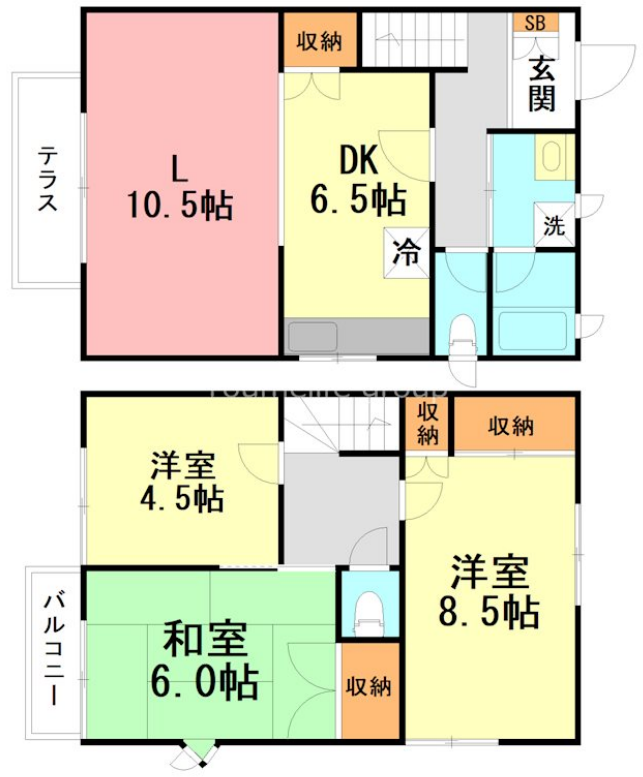 SB
収納
玄
関
テラス
L
10.5帖
DK
6.5帖
冷
洗
洋室
4.5帖
収
納
収納
洋室
8.5帖
バルコニー
和室
6.0帖
収納